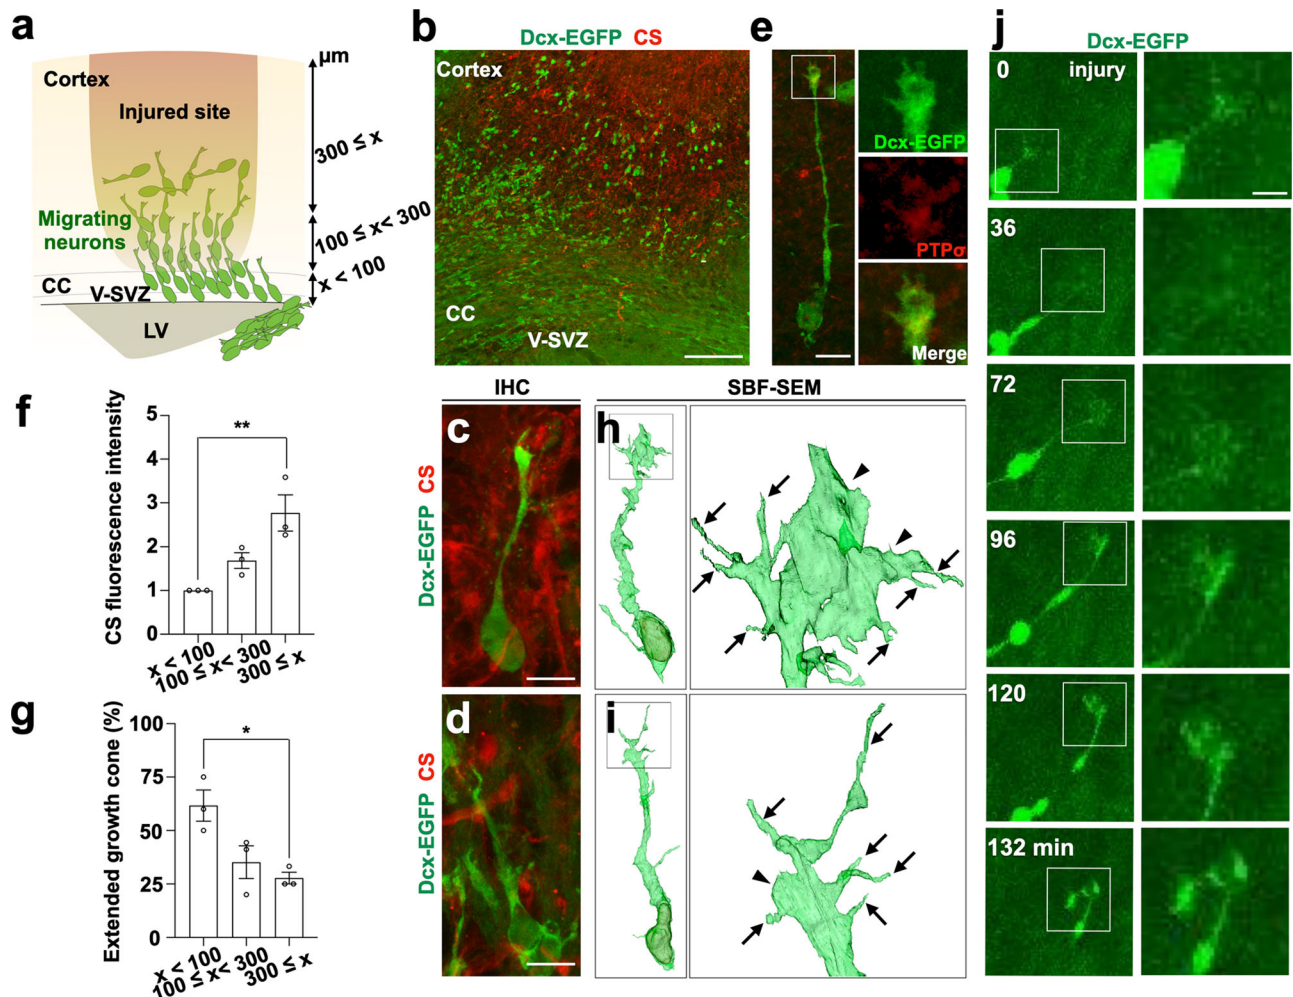 a
µm
Cortex
Injured site
300 ≤ x
Migrating
neurons
100 ≤ x< 300
CC
V-SVZ
x < 100
LV
b
Dcx-EGFP CS
Cortex
CC
V-SVZ
e
Dcx-EGFP
PTPσ
Merge
j
Dcx-EGFP
0
injury
36
72
96
120
132 min
f
CS fluorescence intensity
5
4
3
2
1
0
**
x < 100
100 ≤ x< 300
300 ≤ x
g
Extended growth cone (%)
100
75
50
25
0
*
x < 100
100 ≤ x< 300
300 ≤ x
IHC
SBF-SEM
c
Dcx-EGFP CS
d
Dcx-EGFP CS
h
i